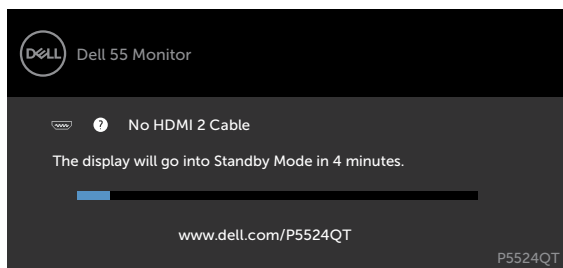 DELL
Dell 55 Monitor
? No HDMI 2 Cable
The display will go into Standby Mode in 4 minutes.
www.dell.com/P5524QT
P5524QT